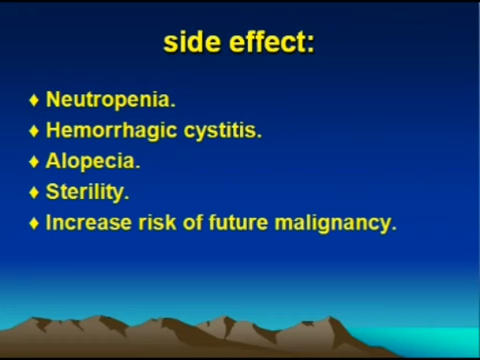 side effect:
♦ Neutropenia.
♦ Hemorrhagic cystitis.
♦ Alopecia.
♦ Sterility.
♦ Increase risk of future malignancy.